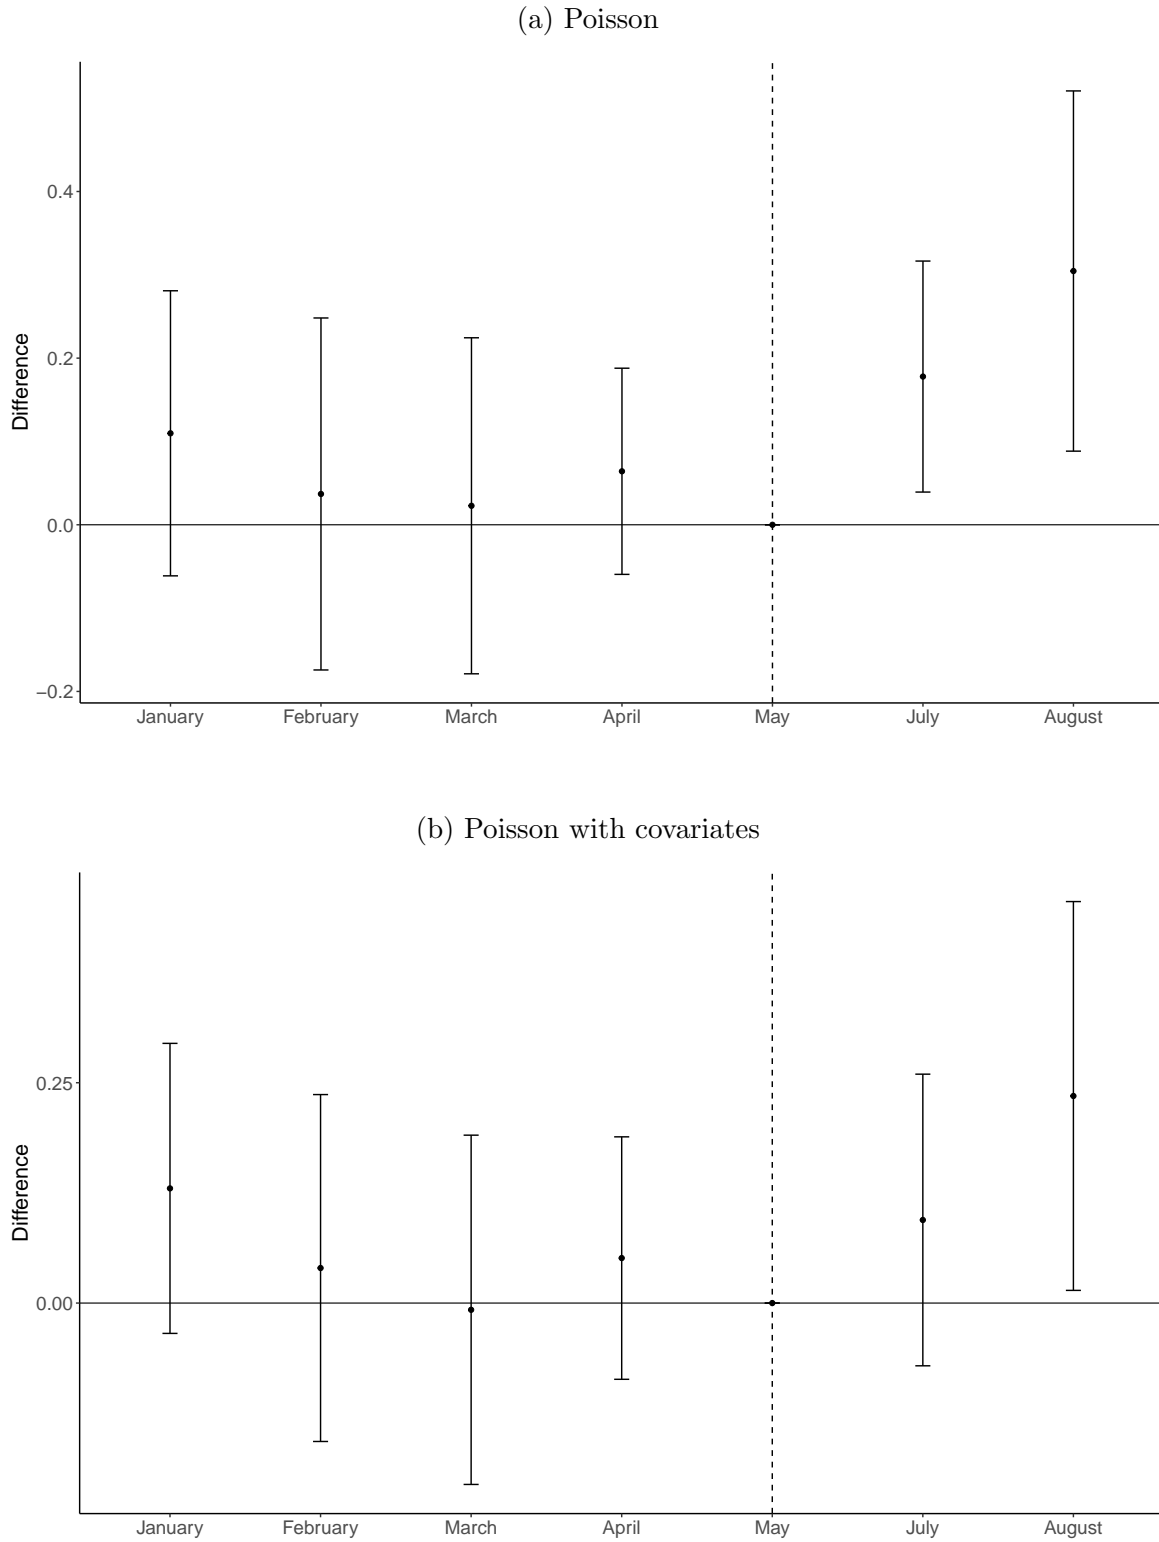 (a) Poisson
0.4
0.2
0.0
−0.2
Difference
January February March April May July August
(b) Poisson with covariates
0.25
0.00
Difference
January February March April May July August